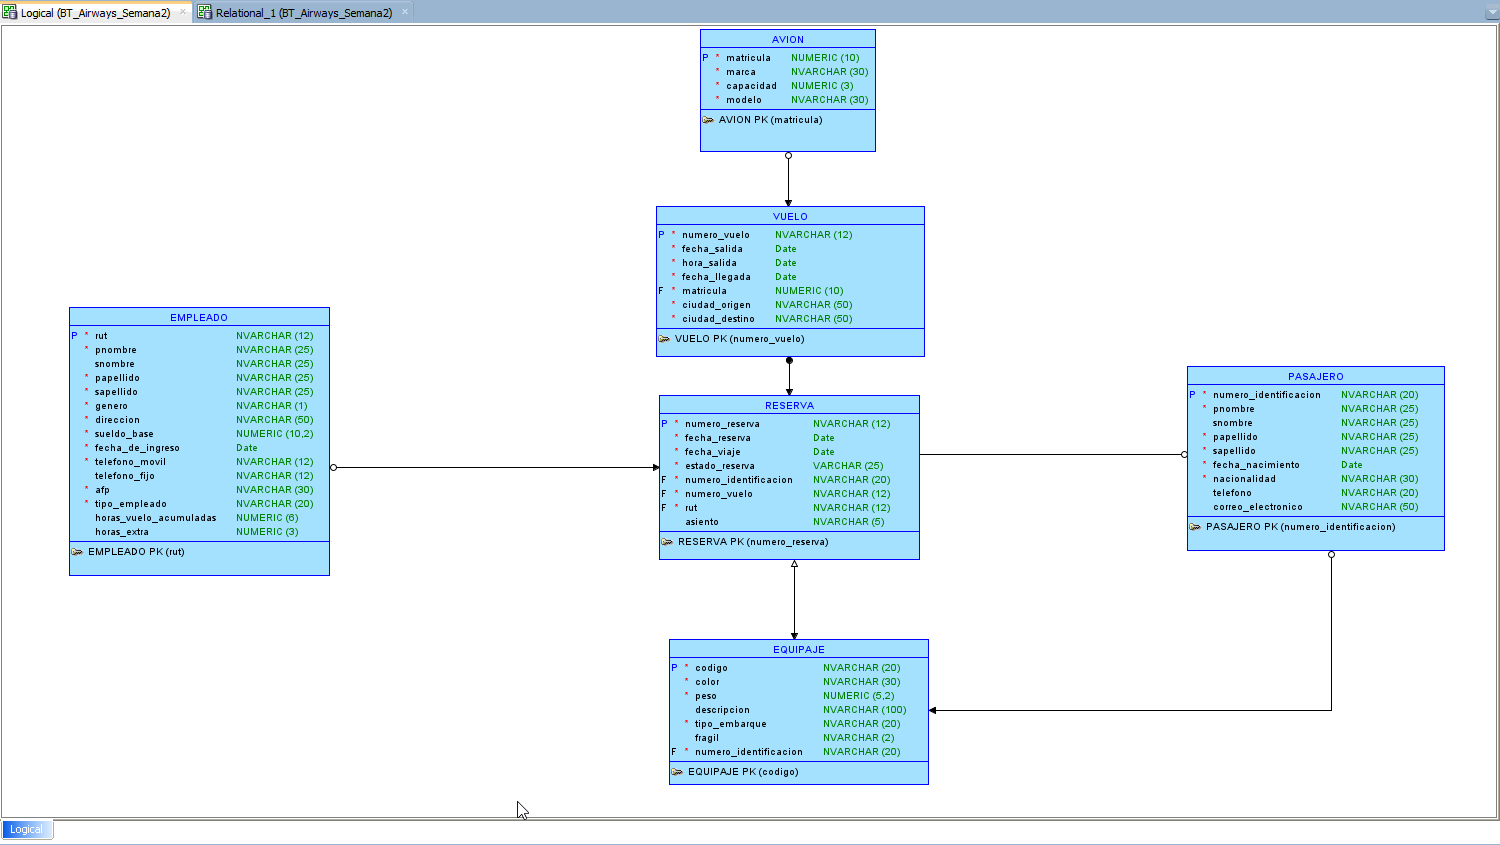 Logical (BT_Airways_Semana2) Relational_1 (BT_Airways_Semana2)
AVION
P * matricula NUMERIC (10)
* marca NVARCHAR (30)
* capacidad NUMERIC (3)
* modelo NVARCHAR (30)
AVION PK (matricula)
VUELO
P * numero_vuelo NVARCHAR (12)
* fecha_salida Date
* hora_salida Date
* fecha_llegada Date
F * matricula NUMERIC (10)
* ciudad_origen NVARCHAR (50)
* ciudad_destino NVARCHAR (50)
VUELO PK (numero_vuelo)
EMPLEADO
P * rut NVARCHAR (12)
* pnombre NVARCHAR (25)
snombre NVARCHAR (25)
* papellido NVARCHAR (25)
* sapellido NVARCHAR (25)
* genero NVARCHAR (1)
* direccion NVARCHAR (50)
* sueldo_base NUMERIC (10,2)
* fecha_de_ingreso Date
* telefono_movil NVARCHAR (12)
telefono_fijo NVARCHAR (12)
* afp NVARCHAR (30)
* tipo_empleado NVARCHAR (20)
horas_vuelo_acumuladas NUMERIC (6)
horas_extra NUMERIC (3)
EMPLEADO PK (rut)
RESERVA
P * numero_reserva NVARCHAR (12)
* fecha_reserva Date
* fecha_viaje Date
* estado_reserva VARCHAR (25)
F * numero_identificacion NVARCHAR (20)
F * numero_vuelo NVARCHAR (12)
F * rut NVARCHAR (12)
asiento NVARCHAR (5)
RESERVA PK (numero_reserva)
PASAJERO
P * numero_identificacion NVARCHAR (20)
* pnombre NVARCHAR (25)
snombre NVARCHAR (25)
* papellido NVARCHAR (25)
* sapellido NVARCHAR (25)
* fecha_nacimiento Date
* nacionalidad NVARCHAR (30)
telefono NVARCHAR (20)
correo_electronico NVARCHAR (50)
PASAJERO PK (numero_identificacion)
EQUIPAJE
P * codigo NVARCHAR (20)
* color NVARCHAR (30)
* peso NUMERIC (5,2)
descripcion NVARCHAR (100)
* tipo_embarque NVARCHAR (20)
fragil NVARCHAR (2)
F * numero_identificacion NVARCHAR (20)
EQUIPAJE PK (codigo)
Logical